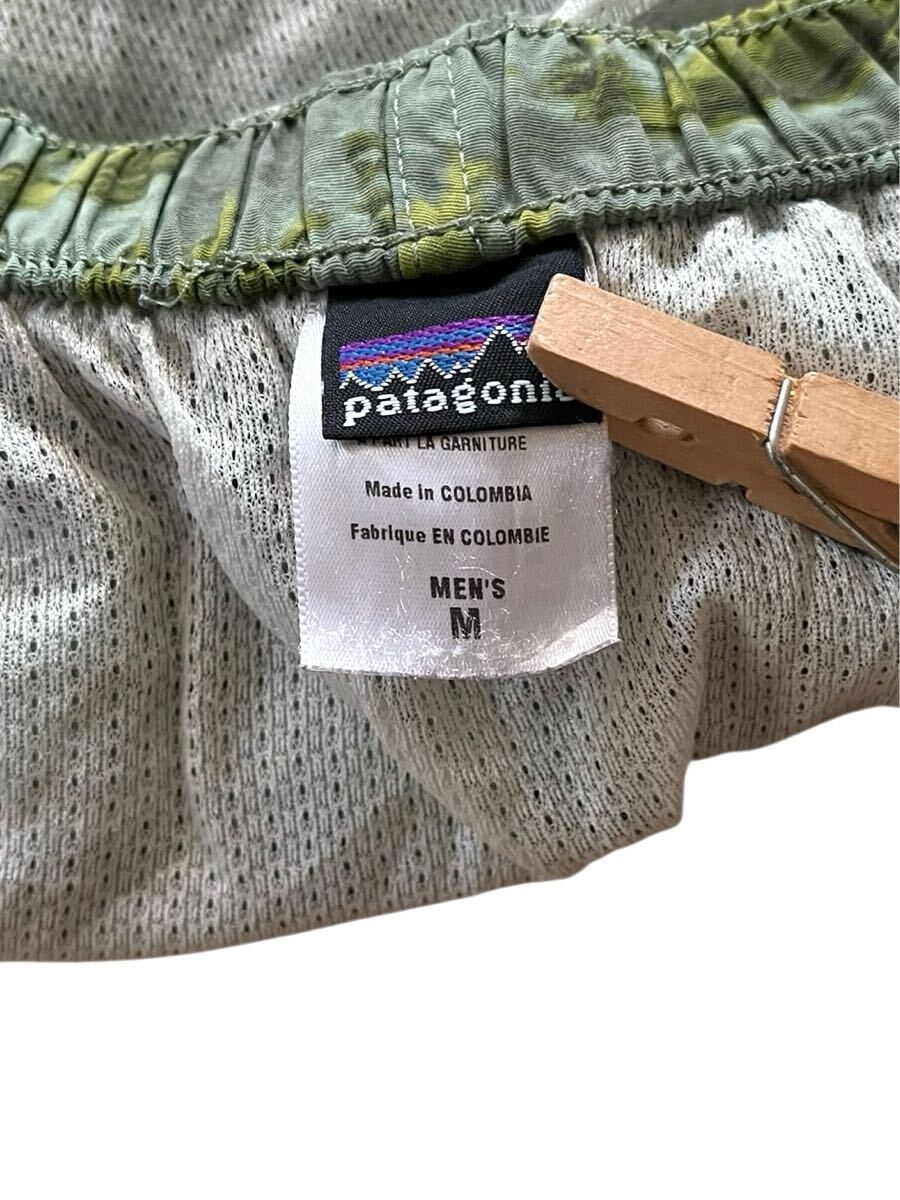 patagonia
LA GARNITURE
Made in COLOMBIA
Fabrique EN COLOMBIE
MEN'S
M